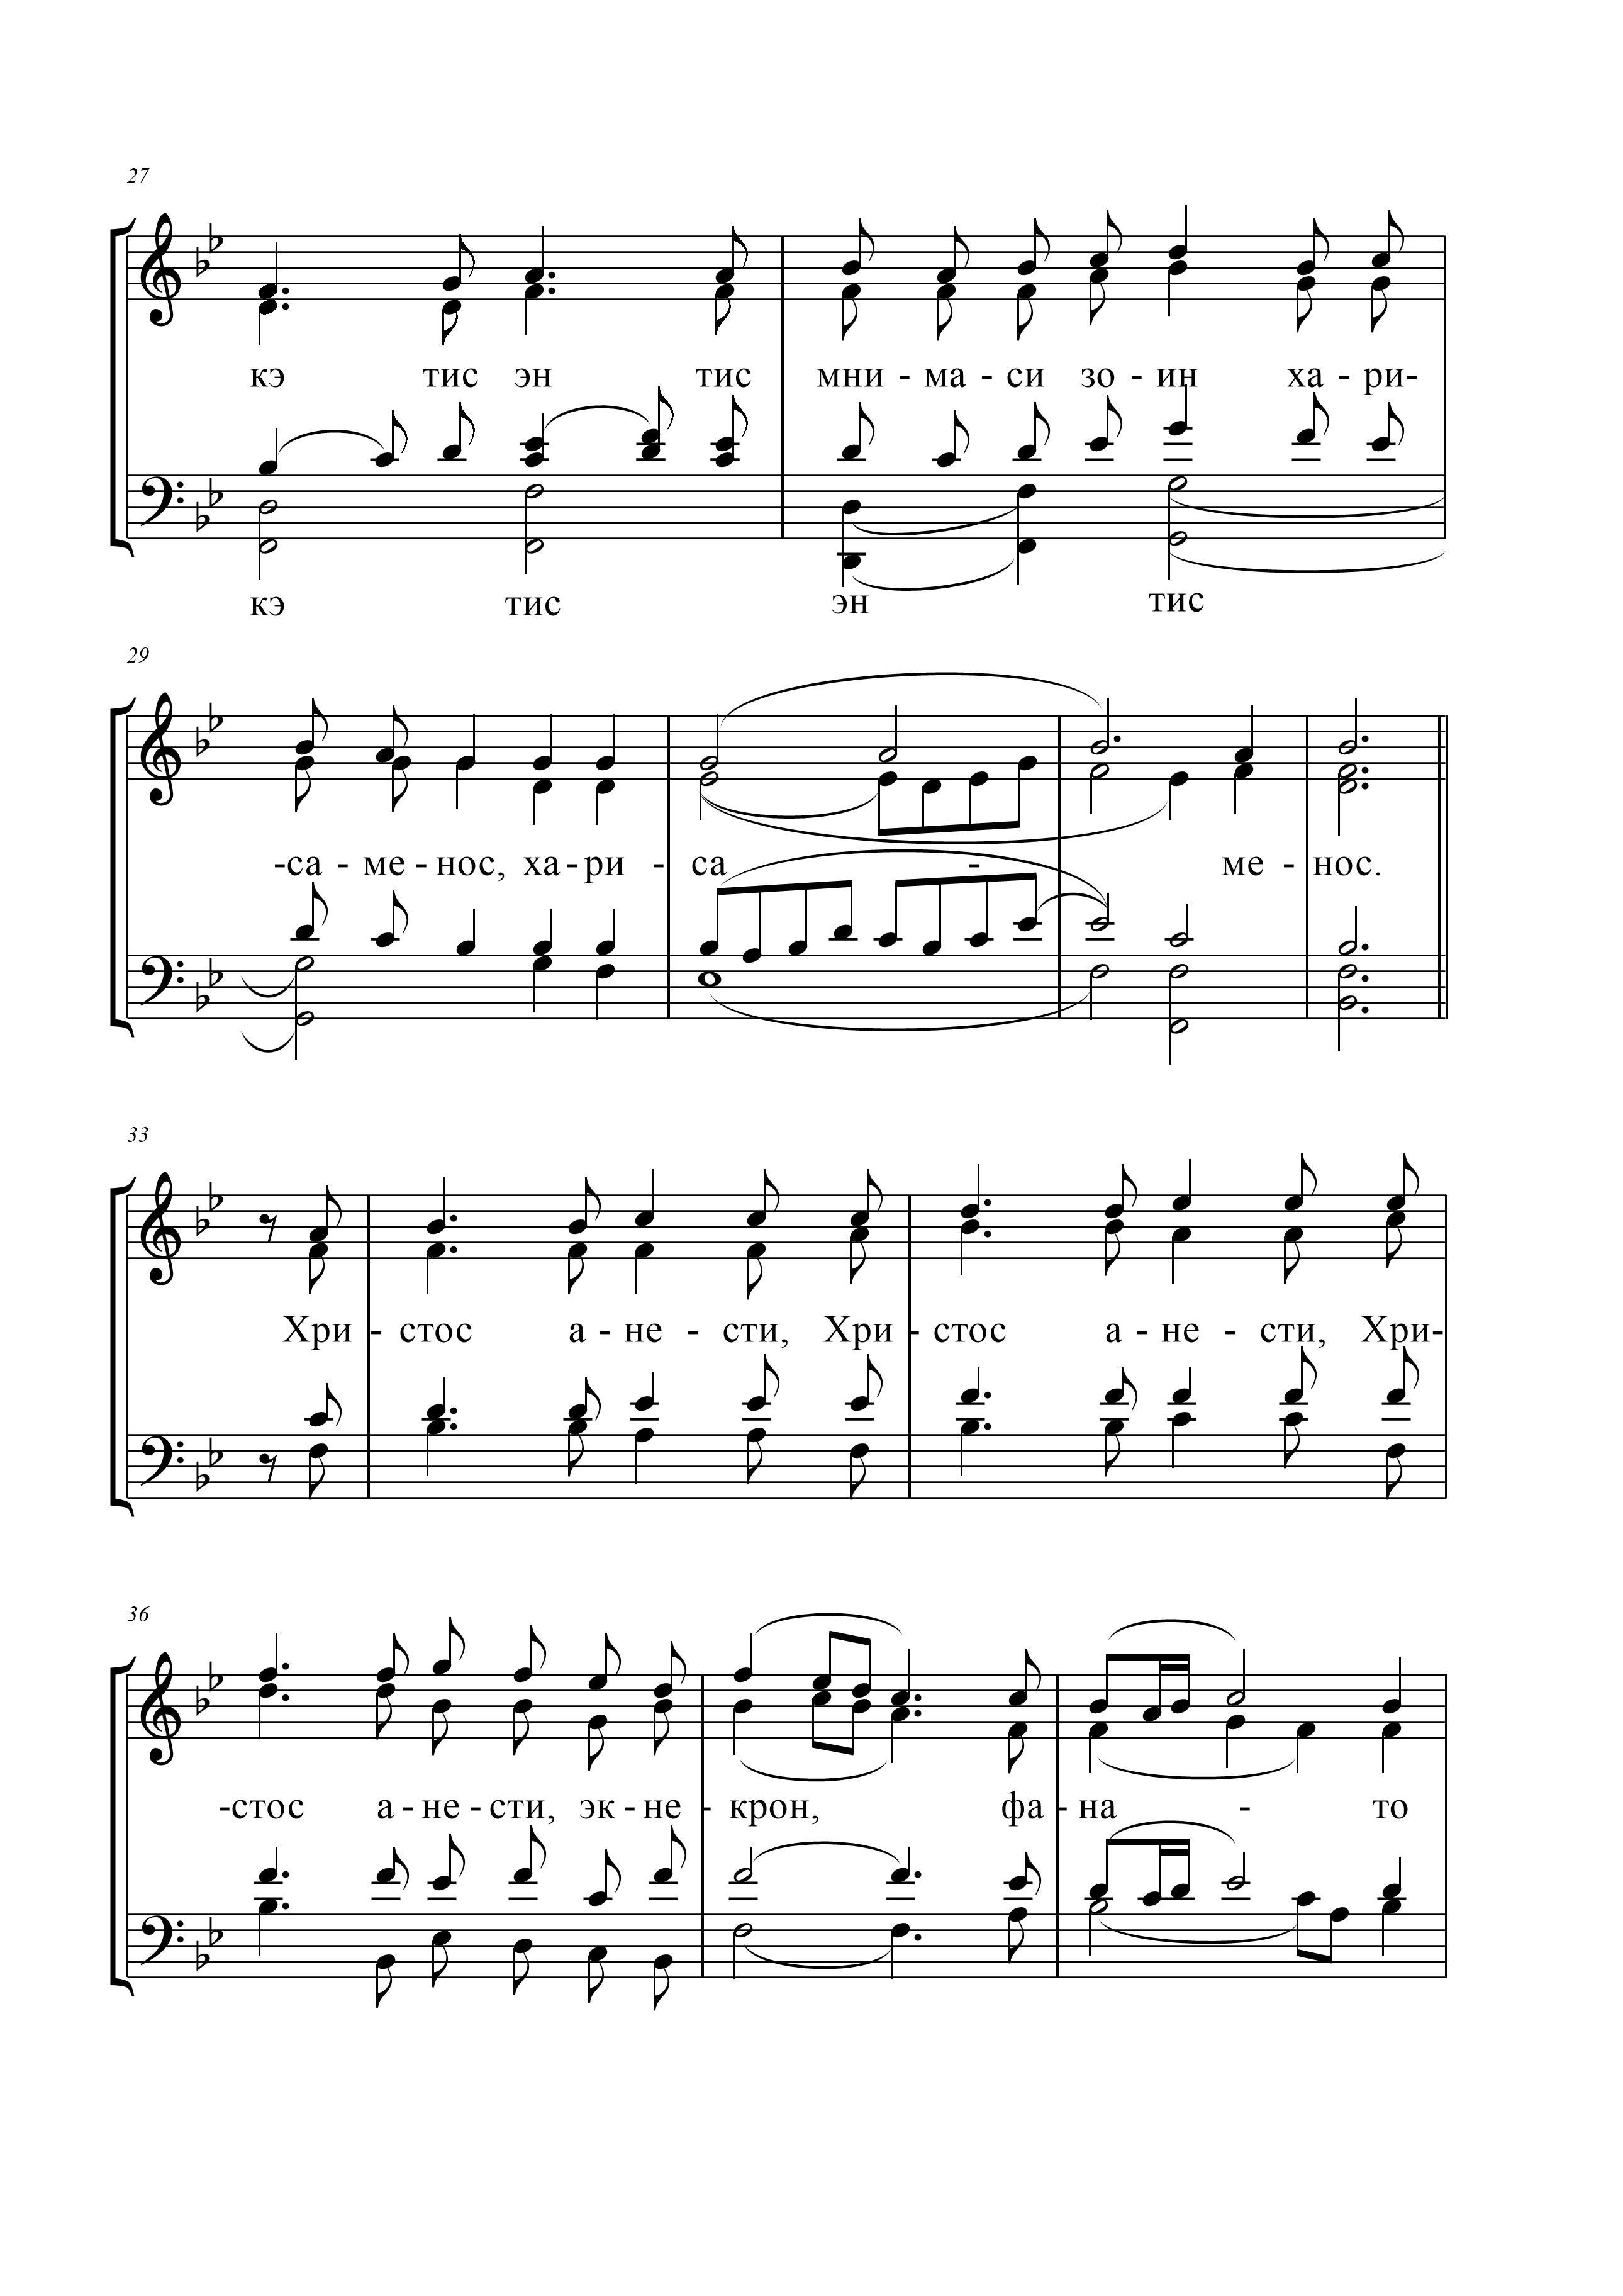 27
кэ тис эн тис мни - ма - си зо - ин ха - ри-
кэ тис эн тис
29
-са - ме - нос, ха - ри - са - ме - нос.
33
Хри - стос а - не - сти, Хри - стос а - не - сти, Хри-
36
-стос а - не - сти, эк - не - крон, фа - на - то